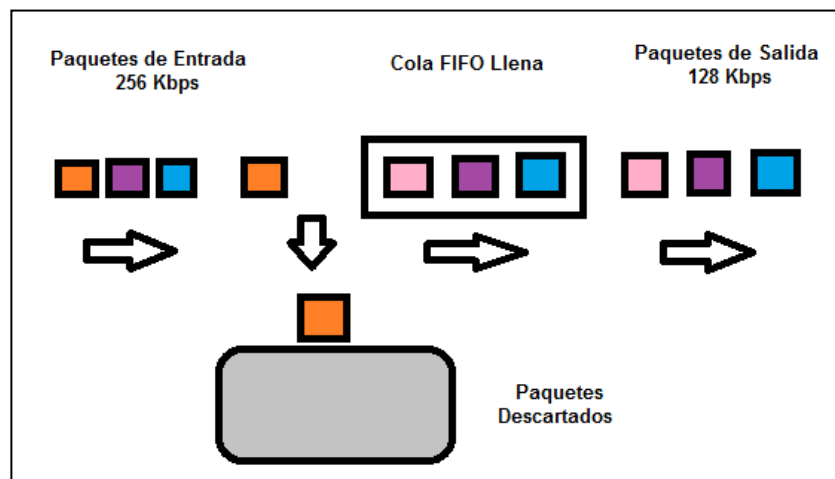 Paquetes de Entrada
256 Kbps
Cola FIFO Llena
Paquetes de Salida
128 Kbps
Paquetes
Descartados